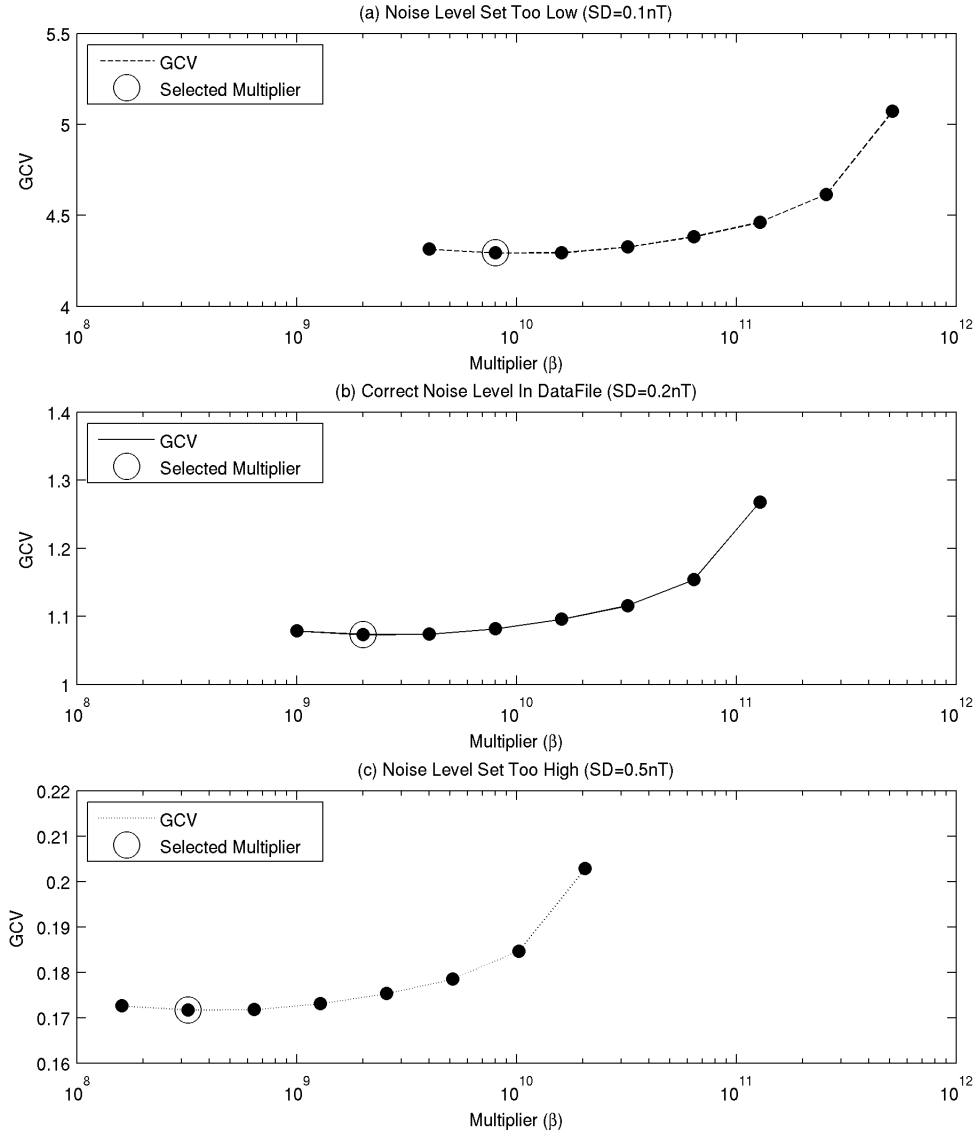 (a) Noise Level Set Too Low (SD=0.1nT)
5.5
5
4.5
4
GCV
GCV
Selected Multiplier
10^8
10^9
10^10
10^11
10^12
Multiplier (β)
(b) Correct Noise Level In DataFile (SD=0.2nT)
1.4
1.3
1.2
1.1
1
GCV
GCV
Selected Multiplier
10^8
10^9
10^10
10^11
10^12
Multiplier (β)
(c) Noise Level Set Too High (SD=0.5nT)
0.22
0.21
0.2
0.19
0.18
0.17
0.16
GCV
GCV
Selected Multiplier
10^8
10^9
10^10
10^11
10^12
Multiplier (β)